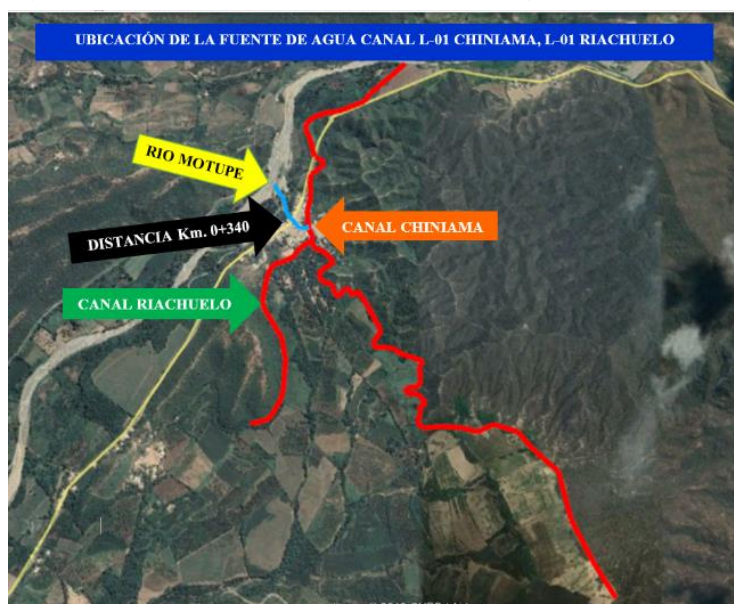 UBICACIÓN DE LA FUENTE DE AGUA CANAL L-01 CHINIAMA, L-01 RIACHUELO
RIO MOTUPE
DISTANCIA Km. 0+340
CANAL CHINIAMA
CANAL RIACHUELO